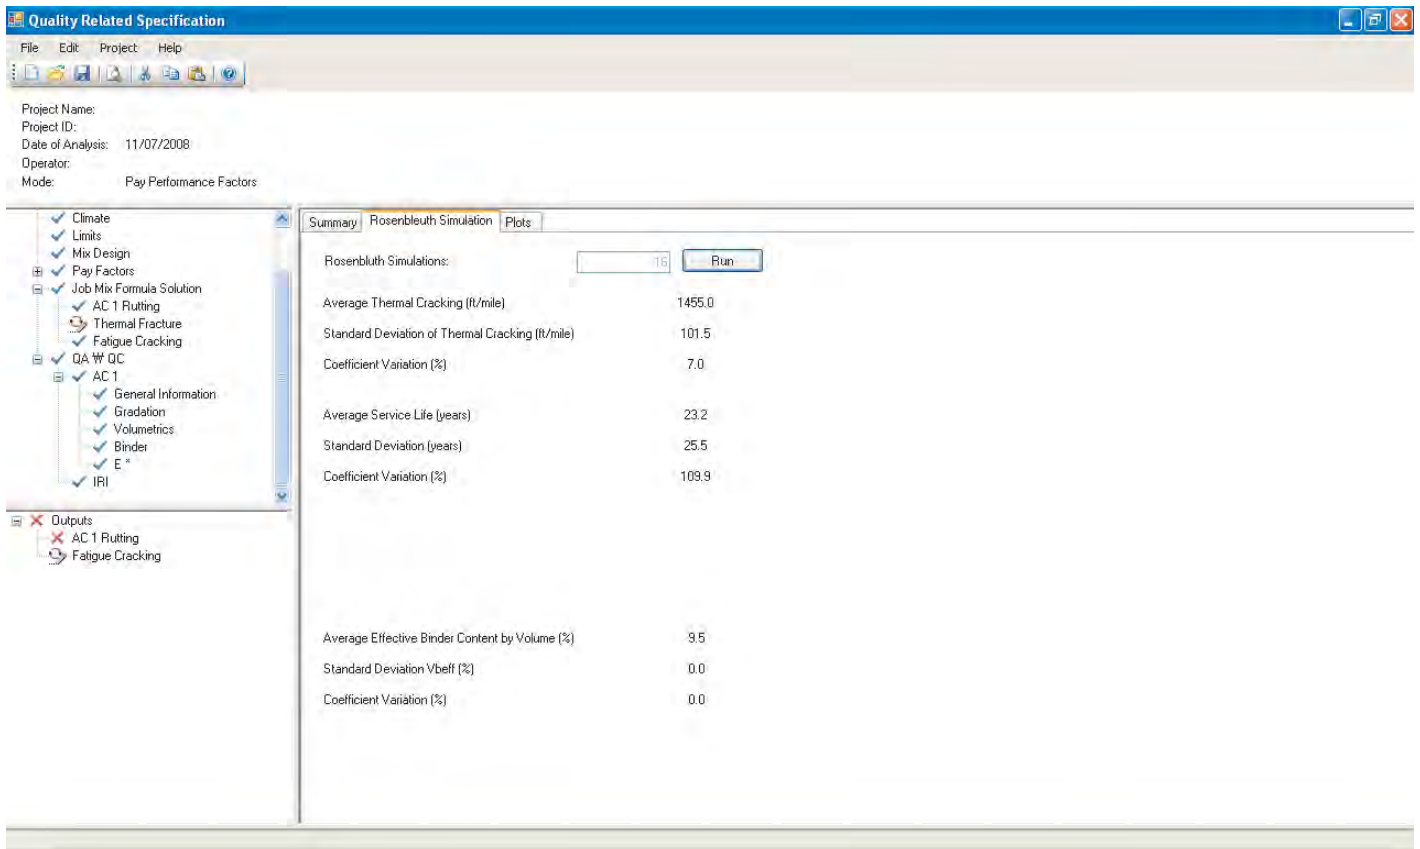 Quality Related Specification
File Edit Project Help
Project Name:
Project ID:
Date of Analysis: 11/07/2008
Operator:
Mode: Pay Performance Factors
Climate
Limits
Mix Design
Pay Factors
Job Mix Formula Solution
AC 1 Rutting
Thermal Fracture
Fatigue Cracking
QA ₩ QC
AC 1
General Information
Gradation
Volumetrics
Binder
E *
IRI
Outputs
AC 1 Rutting
Fatigue Cracking
Summary Rosenbleuth Simulation Plots
Rosenbluth Simulations: 16 Run
Average Thermal Cracking (ft/mile) 1455.0
Standard Deviation of Thermal Cracking (ft/mile) 101.5
Coefficient Variation (%) 7.0
Average Service Life (years) 23.2
Standard Deviation (years) 25.5
Coefficient Variation (%) 109.9
Average Effective Binder Content by Volume (%) 9.5
Standard Deviation Vbeff (%) 0.0
Coefficient Variation (%) 0.0